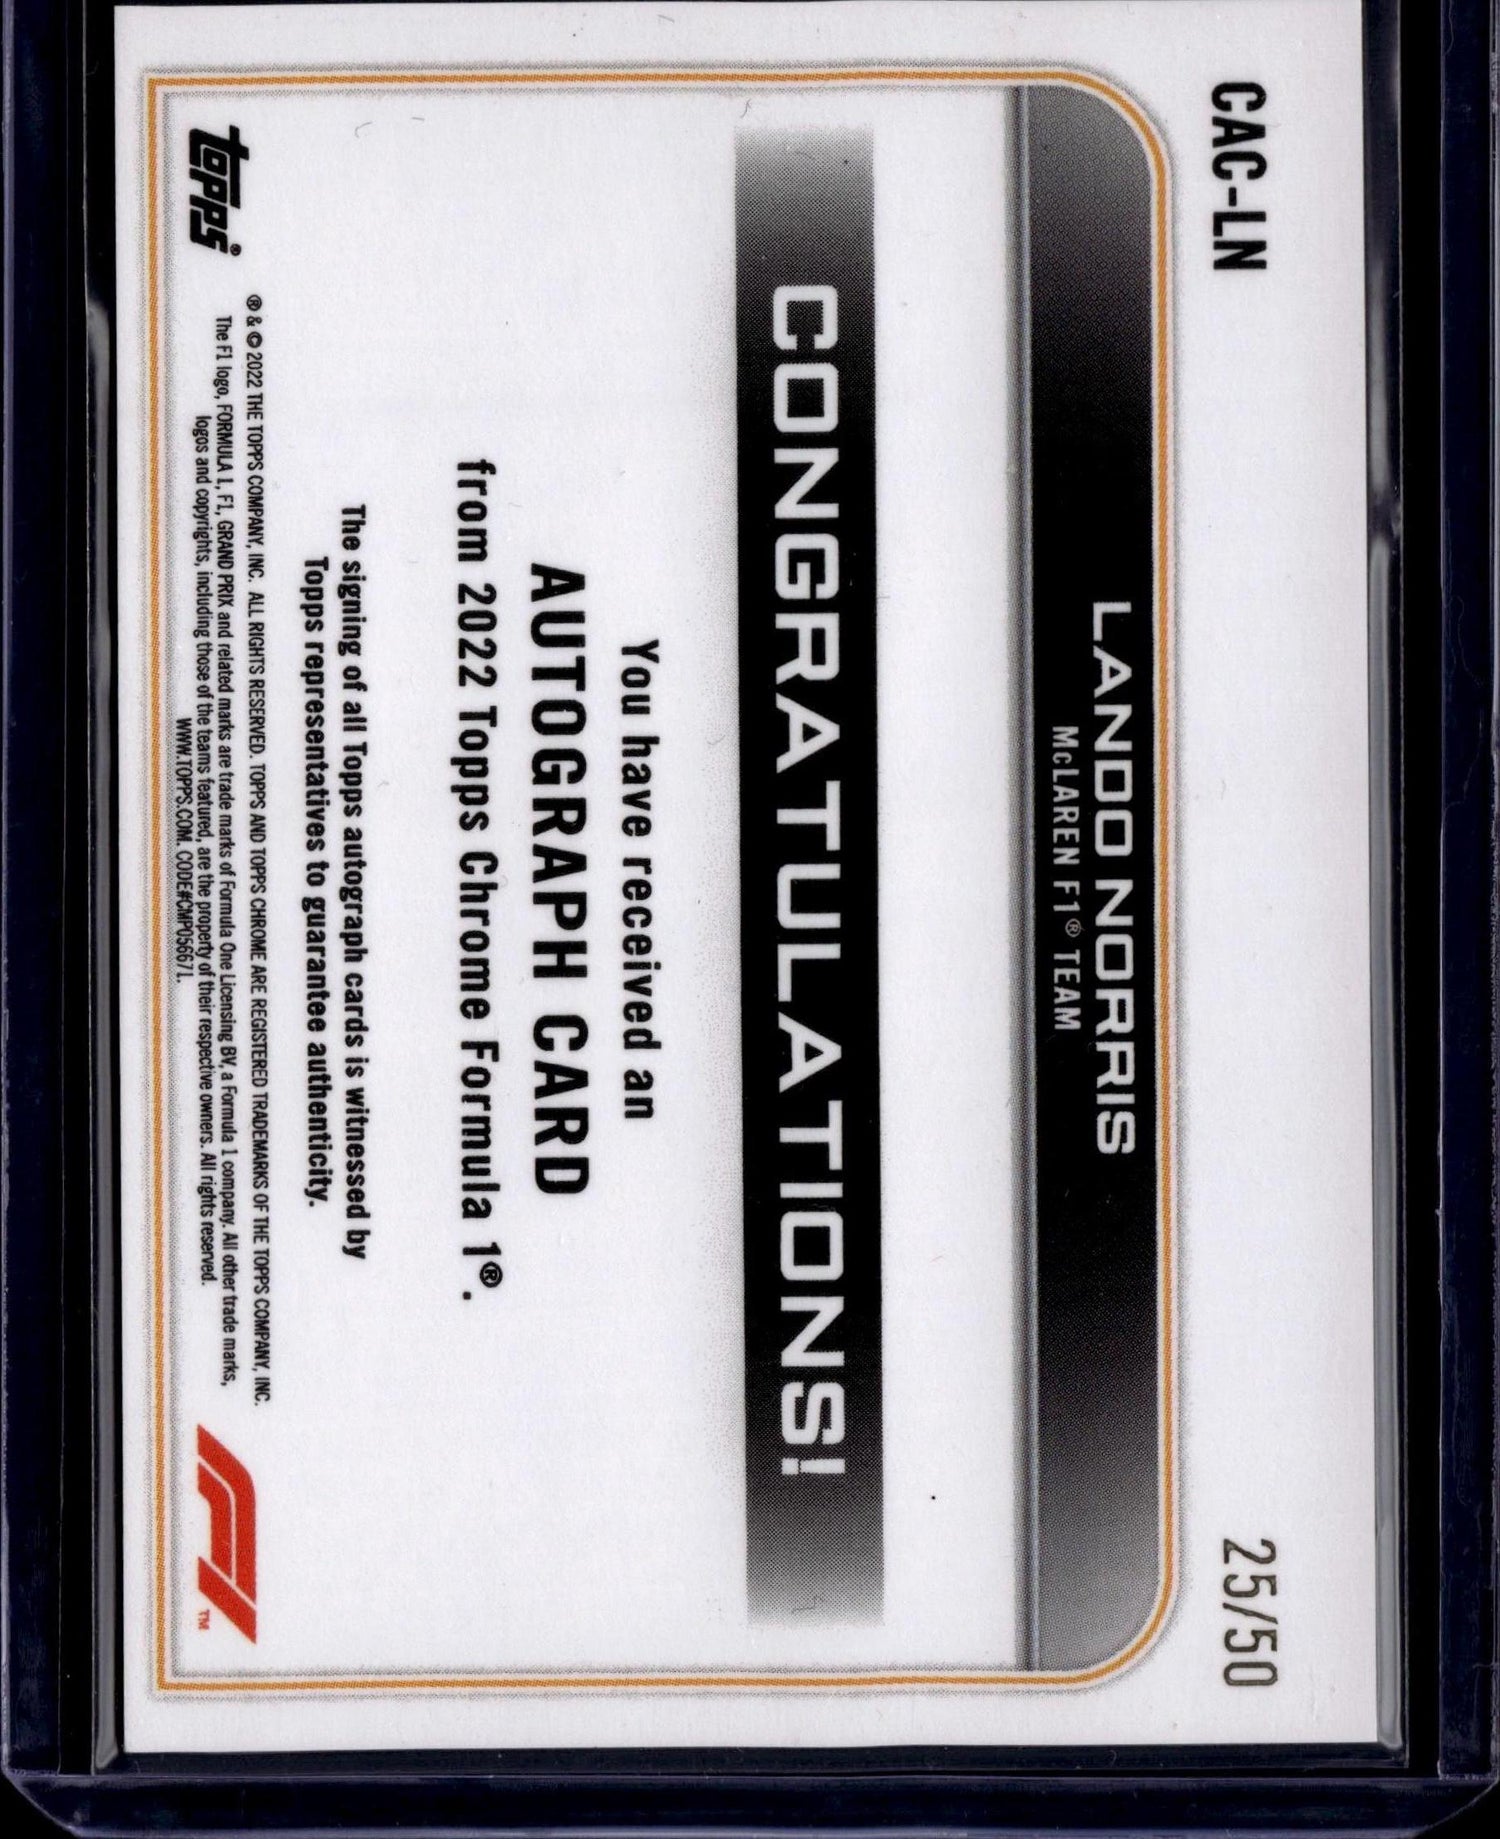 CAC-LN
25/50
LANDO NORRIS
McLAREN F1® TEAM
CONGRATULATIONS!
You have received an
AUTOGRAPH CARD
from 2022 Topps Chrome Formula 1®.
The signing of all Topps autograph cards is witnessed by
Topps representatives to guarantee authenticity.
topps®
® & © 2022 THE TOPPS COMPANY, INC. ALL RIGHTS RESERVED. TOPPS AND TOPPS CHROME ARE REGISTERED TRADEMARKS OF THE TOPPS COMPANY, INC.
The F1 logo, FORMULA 1, F1, GRAND PRIX and related marks are trade marks of Formula One Licensing BV, a Formula 1 company. All other trade marks,
logos and copyrights, including those of the teams featured, are the property of their respective owners. All rights reserved.
WWW.TOPPS.COM. CODE#CMP056671.
F1
TM